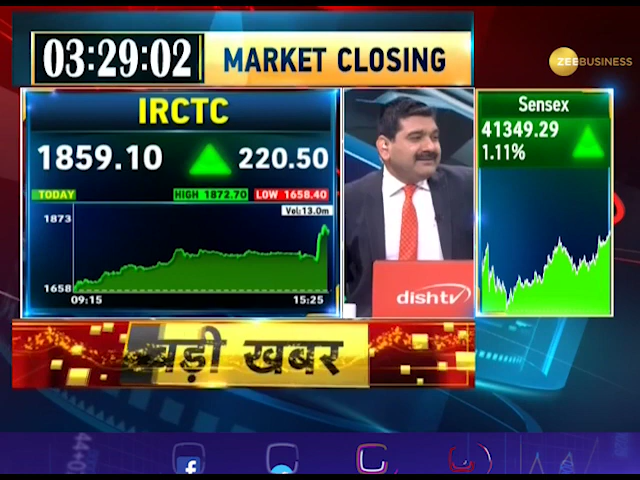 03:29:02 MARKET CLOSING
ZEEBUSINESS
IRCTC
1859.10 220.50
TODAY HIGH 1872.70 LOW 1658.40
Vol:13.0m
1873
1658
09:15 15:25
dishtv
Sensex
41349.29
1.11%
बड़ी खबर